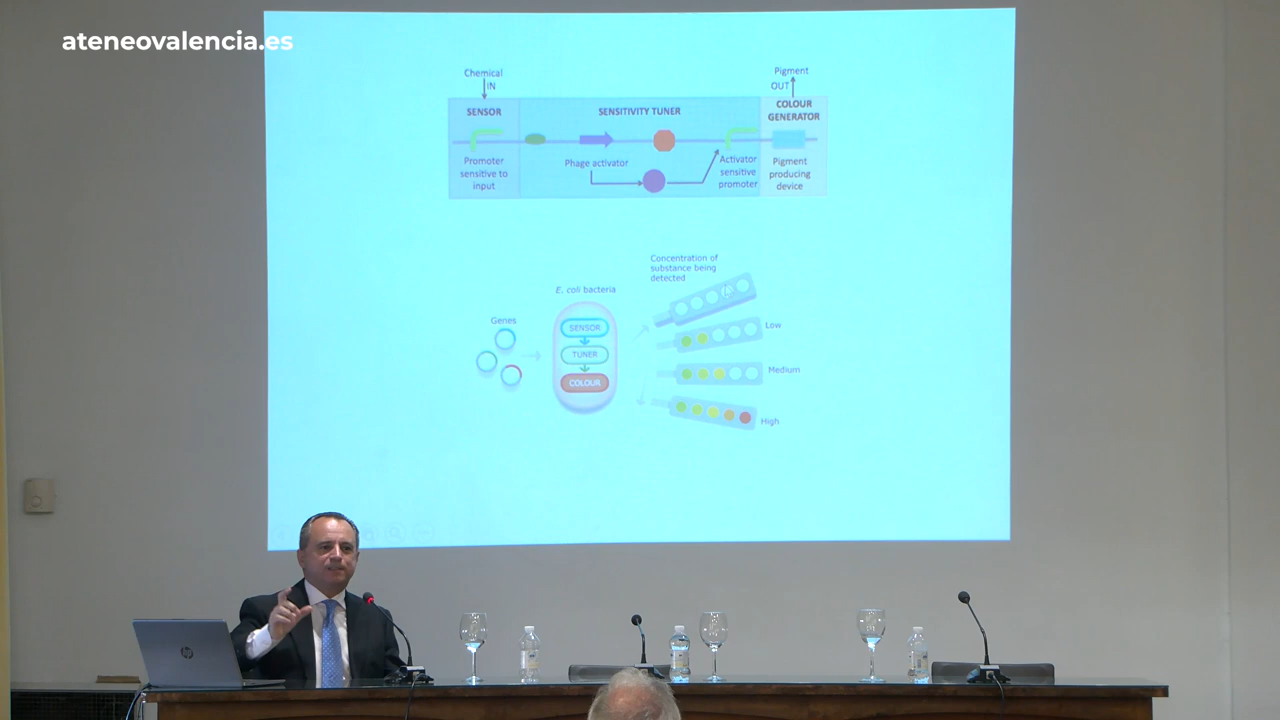 ateneovalencia.es
Chemical
IN
Pigment
OUT
SENSOR
SENSITIVITY TUNER
COLOUR
GENERATOR
Promoter
sensitive to
input
Phage activator
Activator
sensitive
promoter
Pigment
producing
device
Concentration of
substance being
detected
E. coli bacteria
Genes
SENSOR
TUNER
COLOUR
Low
Medium
High
hp